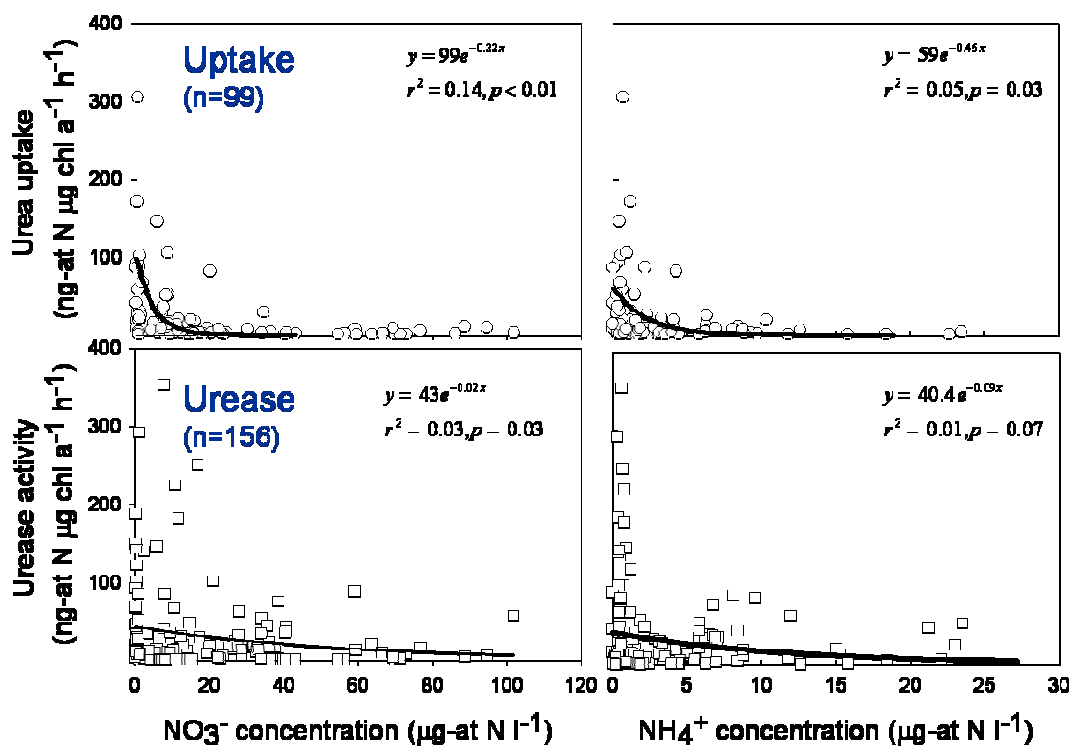 400
300
200
100
Urea uptake
(ng-at N µg chl a⁻¹ h⁻¹)
Uptake
(n=99)
y = 99e^-0.22x
r² = 0.14, p < 0.01
y = 59e^-0.45x
r² = 0.05, p = 0.03
400
300
200
100
Urease activity
(ng-at N µg chl a⁻¹ h⁻¹)
Urease
(n=156)
y = 43e^-0.02x
r² = 0.03, p = 0.03
y = 40.4e^-0.09x
r² = 0.01, p = 0.07
0 20 40 60 80 100 120
0 5 10 15 20 25 30
NO₃⁻ concentration (µg-at N l⁻¹)
NH₄⁺ concentration (µg-at N l⁻¹)